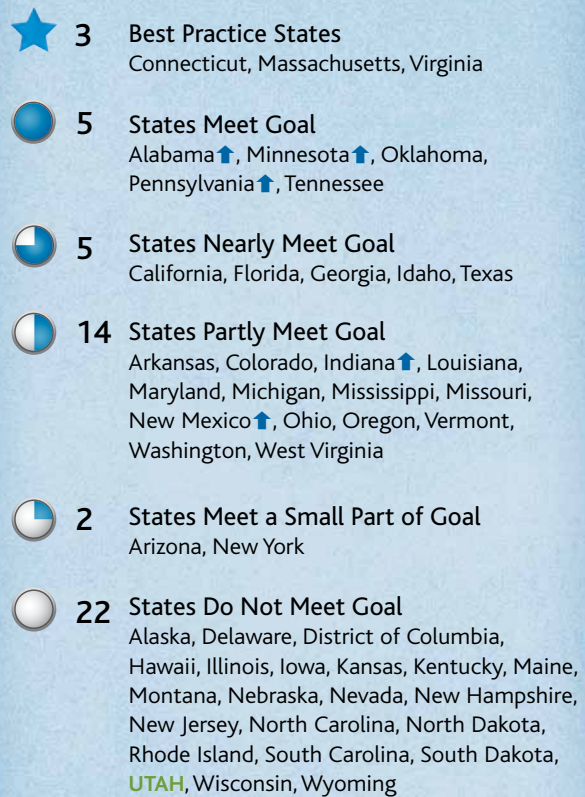 3 Best Practice States
Connecticut, Massachusetts, Virginia
5 States Meet Goal
Alabama⬆, Minnesota⬆, Oklahoma,
Pennsylvania⬆, Tennessee
5 States Nearly Meet Goal
California, Florida, Georgia, Idaho, Texas
14 States Partly Meet Goal
Arkansas, Colorado, Indiana⬆, Louisiana,
Maryland, Michigan, Mississippi, Missouri,
New Mexico⬆, Ohio, Oregon, Vermont,
Washington, West Virginia
2 States Meet a Small Part of Goal
Arizona, New York
22 States Do Not Meet Goal
Alaska, Delaware, District of Columbia,
Hawaii, Illinois, Iowa, Kansas, Kentucky, Maine,
Montana, Nebraska, Nevada, New Hampshire,
New Jersey, North Carolina, North Dakota,
Rhode Island, South Carolina, South Dakota,
UTAH, Wisconsin, Wyoming